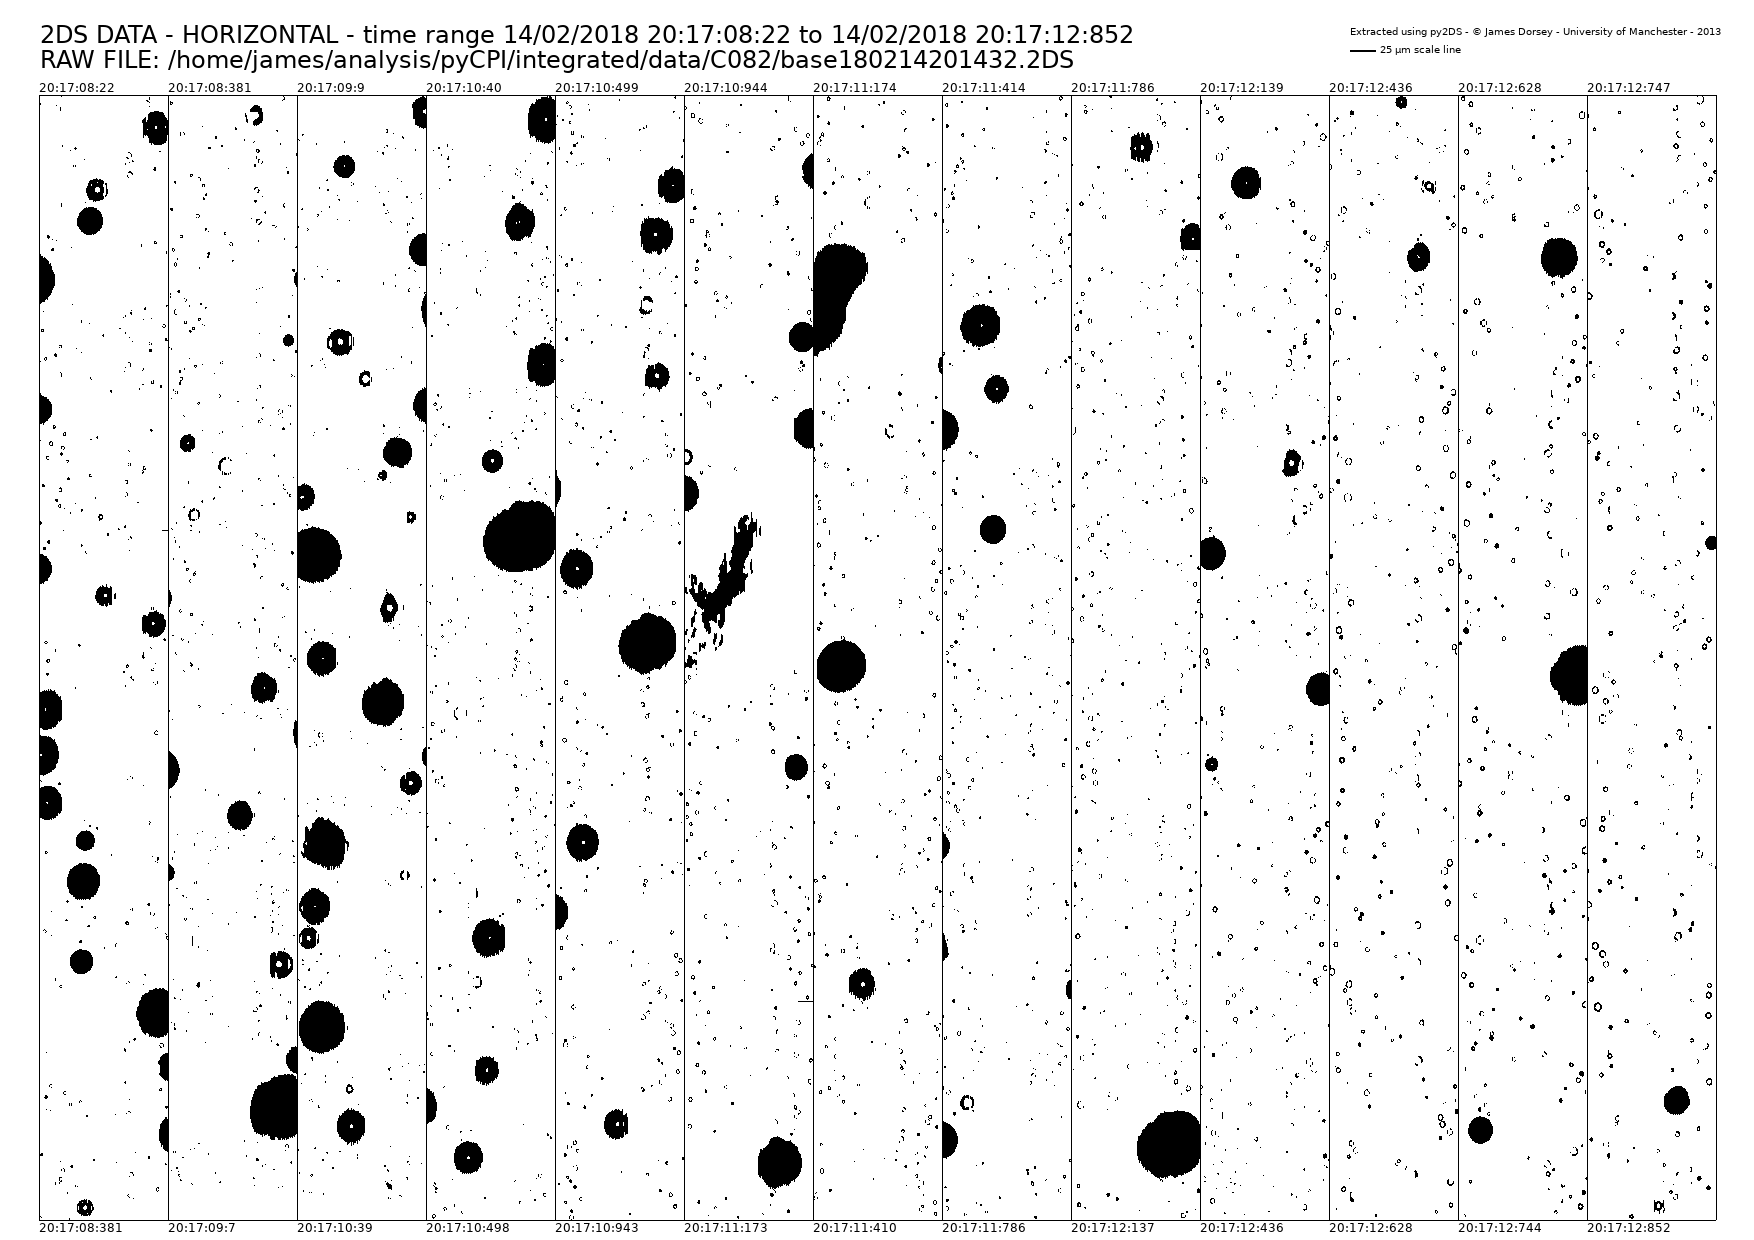 2DS DATA - HORIZONTAL - time range 14/02/2018 20:17:08:22 to 14/02/2018 20:17:12:852
RAW FILE: /home/james/analysis/pyCPI/integrated/data/C082/base180214201432.2DS
Extracted using py2DS - © James Dorsey - University of Manchester - 2013
25 µm scale line
20:17:08:22 20:17:08:381 20:17:09:9 20:17:10:40 20:17:10:499 20:17:10:944 20:17:11:174 20:17:11:414 20:17:11:786 20:17:12:139 20:17:12:436 20:17:12:628 20:17:12:747
20:17:08:381 20:17:09:7 20:17:10:39 20:17:10:498 20:17:10:943 20:17:11:173 20:17:11:410 20:17:11:786 20:17:12:137 20:17:12:436 20:17:12:628 20:17:12:744 20:17:12:852